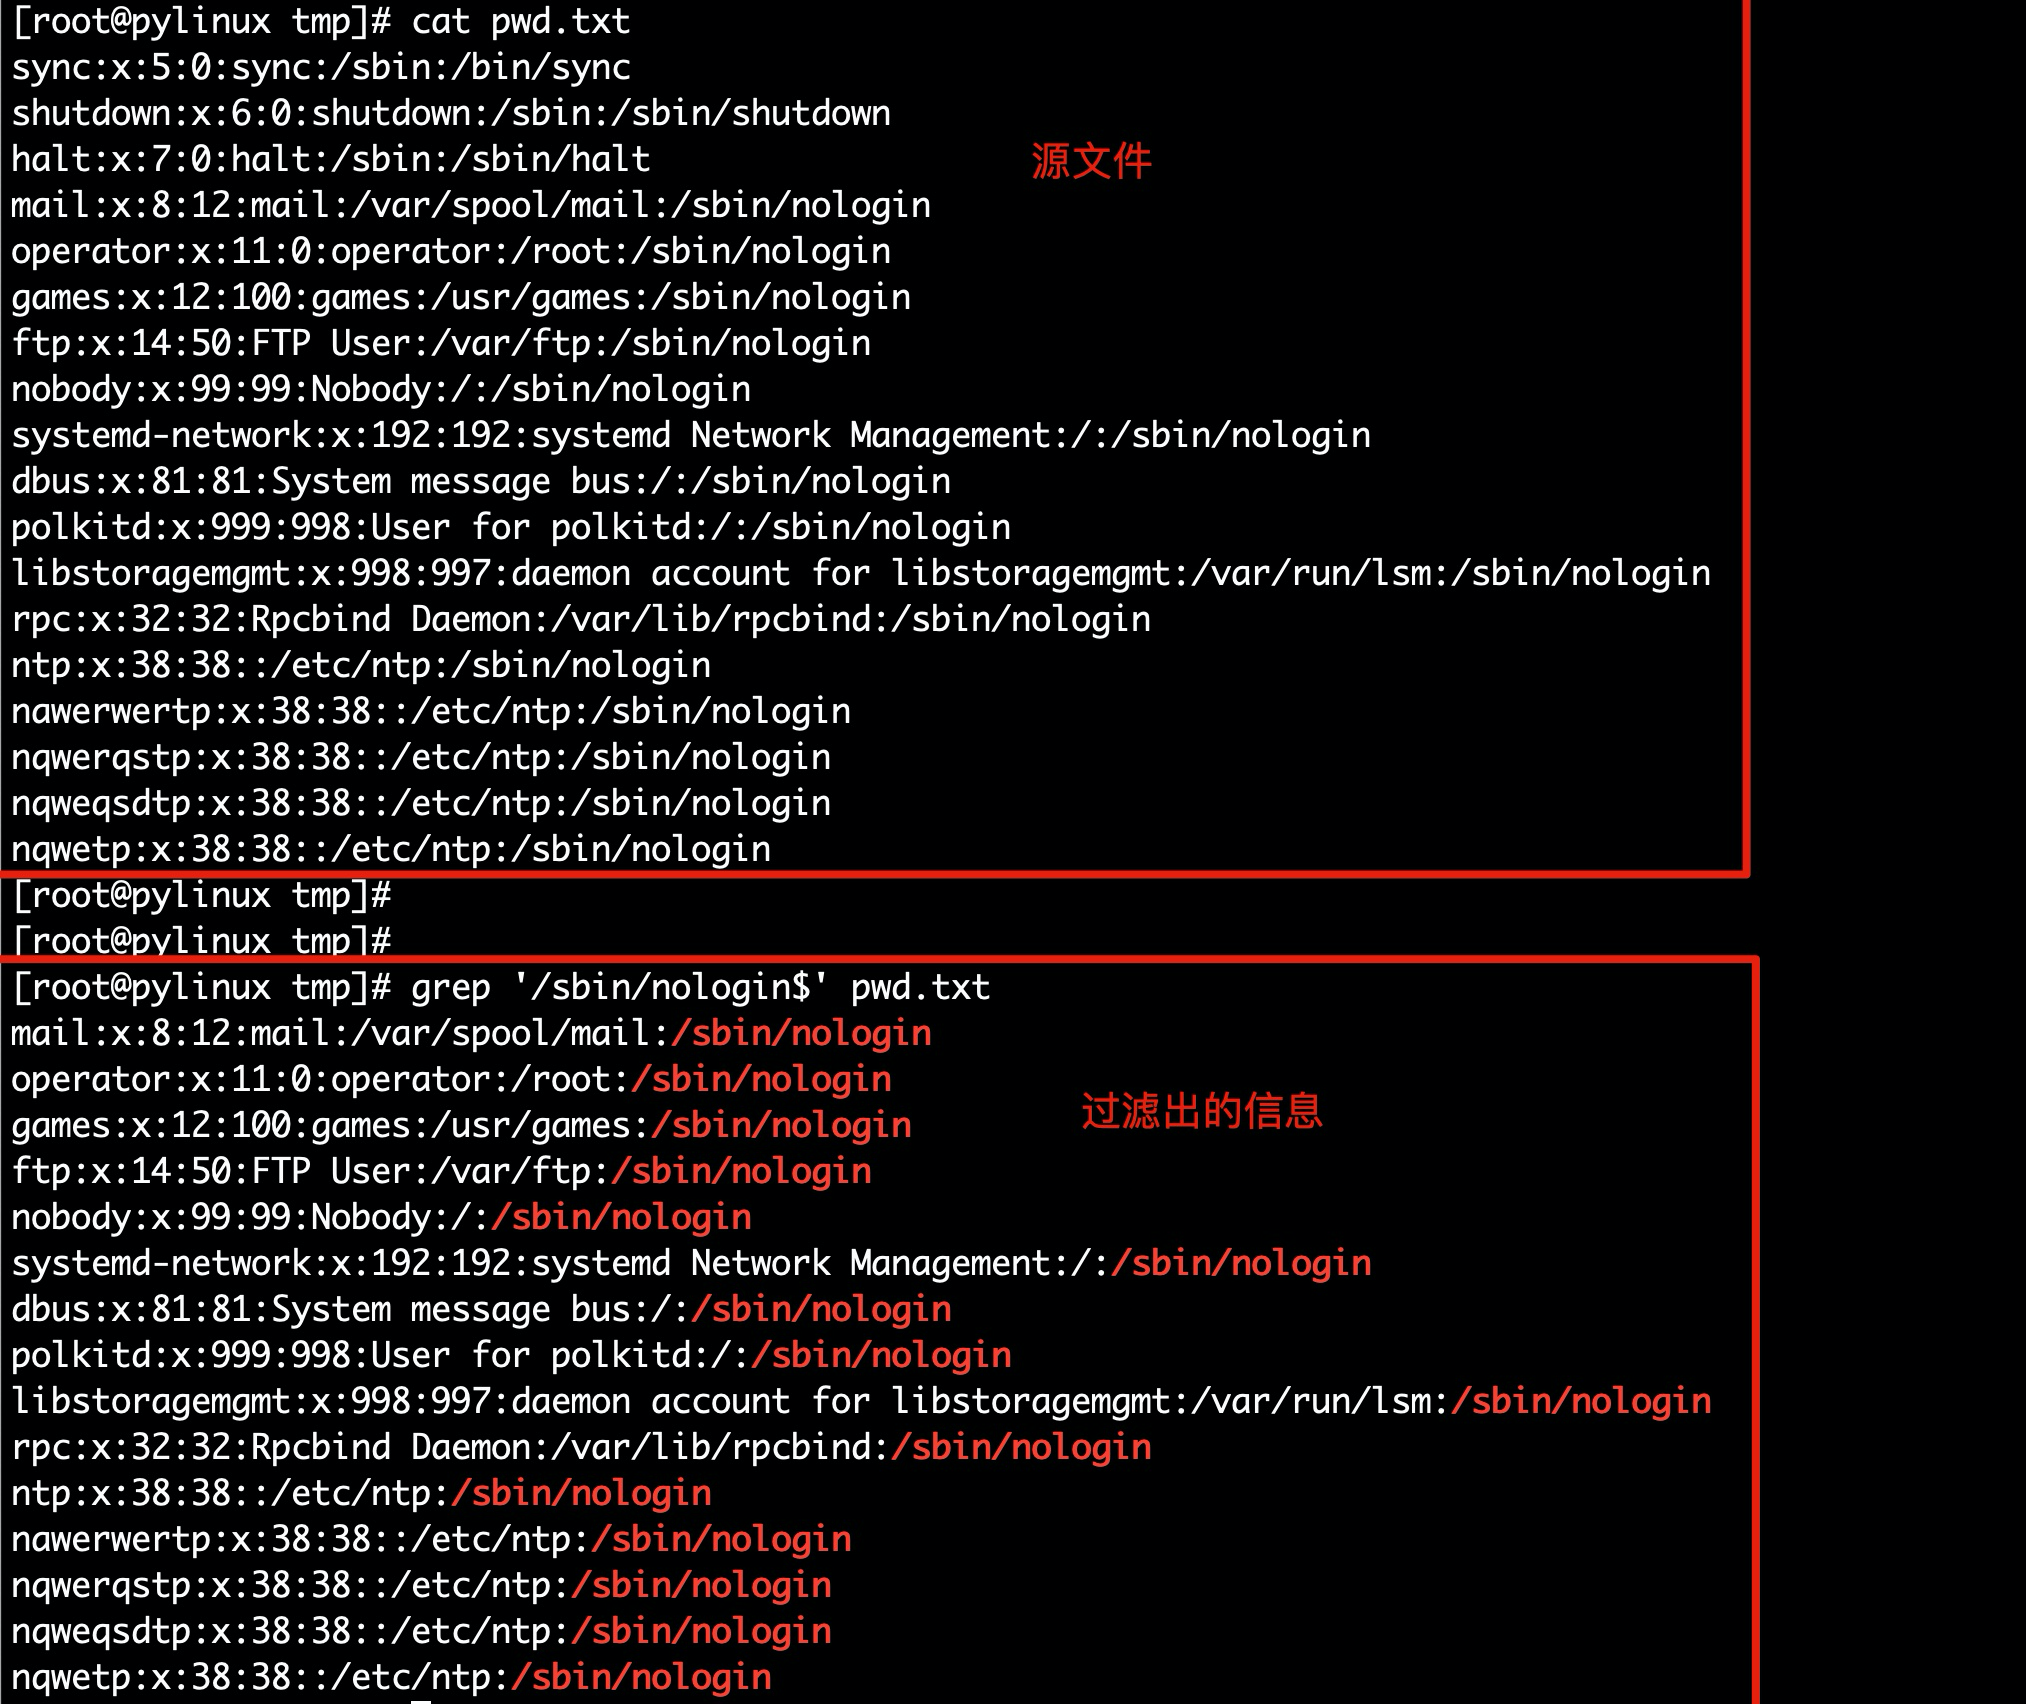 [root@pylinux tmp]# cat pwd.txt
sync:x:5:0:sync:/sbin:/bin/sync
shutdown:x:6:0:shutdown:/sbin:/sbin/shutdown
halt:x:7:0:halt:/sbin:/sbin/halt
源文件
mail:x:8:12:mail:/var/spool/mail:/sbin/nologin
operator:x:11:0:operator:/root:/sbin/nologin
games:x:12:100:games:/usr/games:/sbin/nologin
ftp:x:14:50:FTP User:/var/ftp:/sbin/nologin
nobody:x:99:99:Nobody:/:/sbin/nologin
systemd-network:x:192:192:systemd Network Management:/:/sbin/nologin
dbus:x:81:81:System message bus:/:/sbin/nologin
polkitd:x:999:998:User for polkitd:/:/sbin/nologin
libstoragemgmt:x:998:997:daemon account for libstoragemgmt:/var/run/lsm:/sbin/nologin
rpc:x:32:32:Rpcbind Daemon:/var/lib/rpcbind:/sbin/nologin
ntp:x:38:38::/etc/ntp:/sbin/nologin
nawerwertp:x:38:38::/etc/ntp:/sbin/nologin
nqwerqstp:x:38:38::/etc/ntp:/sbin/nologin
nqweqsdtp:x:38:38::/etc/ntp:/sbin/nologin
nqwetp:x:38:38::/etc/ntp:/sbin/nologin
[root@pylinux tmp]#
[root@pylinux tmp]#
[root@pylinux tmp]# grep '/sbin/nologin$' pwd.txt
mail:x:8:12:mail:/var/spool/mail:/sbin/nologin
operator:x:11:0:operator:/root:/sbin/nologin
games:x:12:100:games:/usr/games:/sbin/nologin
过滤出的信息
ftp:x:14:50:FTP User:/var/ftp:/sbin/nologin
nobody:x:99:99:Nobody:/:/sbin/nologin
systemd-network:x:192:192:systemd Network Management:/:/sbin/nologin
dbus:x:81:81:System message bus:/:/sbin/nologin
polkitd:x:999:998:User for polkitd:/:/sbin/nologin
libstoragemgmt:x:998:997:daemon account for libstoragemgmt:/var/run/lsm:/sbin/nologin
rpc:x:32:32:Rpcbind Daemon:/var/lib/rpcbind:/sbin/nologin
ntp:x:38:38::/etc/ntp:/sbin/nologin
nawerwertp:x:38:38::/etc/ntp:/sbin/nologin
nqwerqstp:x:38:38::/etc/ntp:/sbin/nologin
nqweqsdtp:x:38:38::/etc/ntp:/sbin/nologin
nqwetp:x:38:38::/etc/ntp:/sbin/nologin